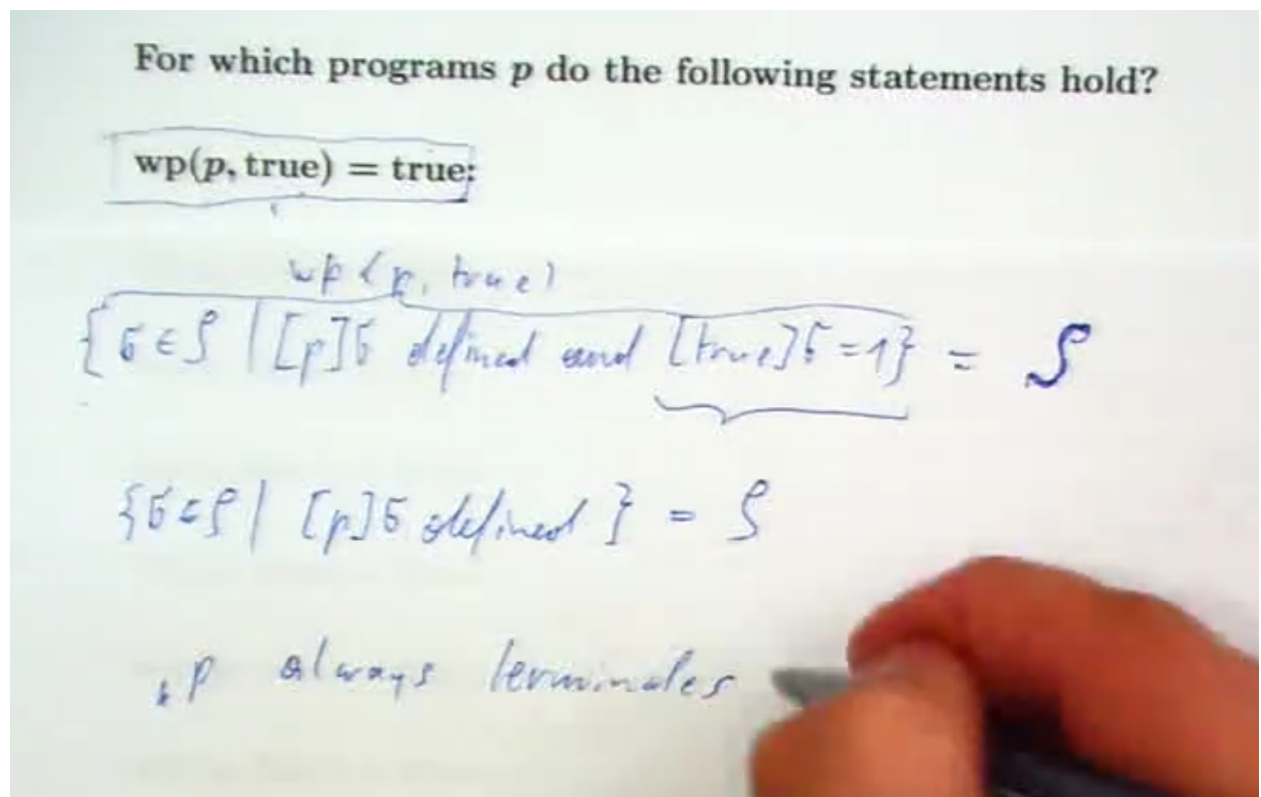 For which programs p do the following statements hold?
wp(p, true) = true:
wp(p, true)
{σ ∈ S | [p]σ defined and [true]σ = 1} = S
{σ ∈ S | [p]σ defined } = S
p always terminates